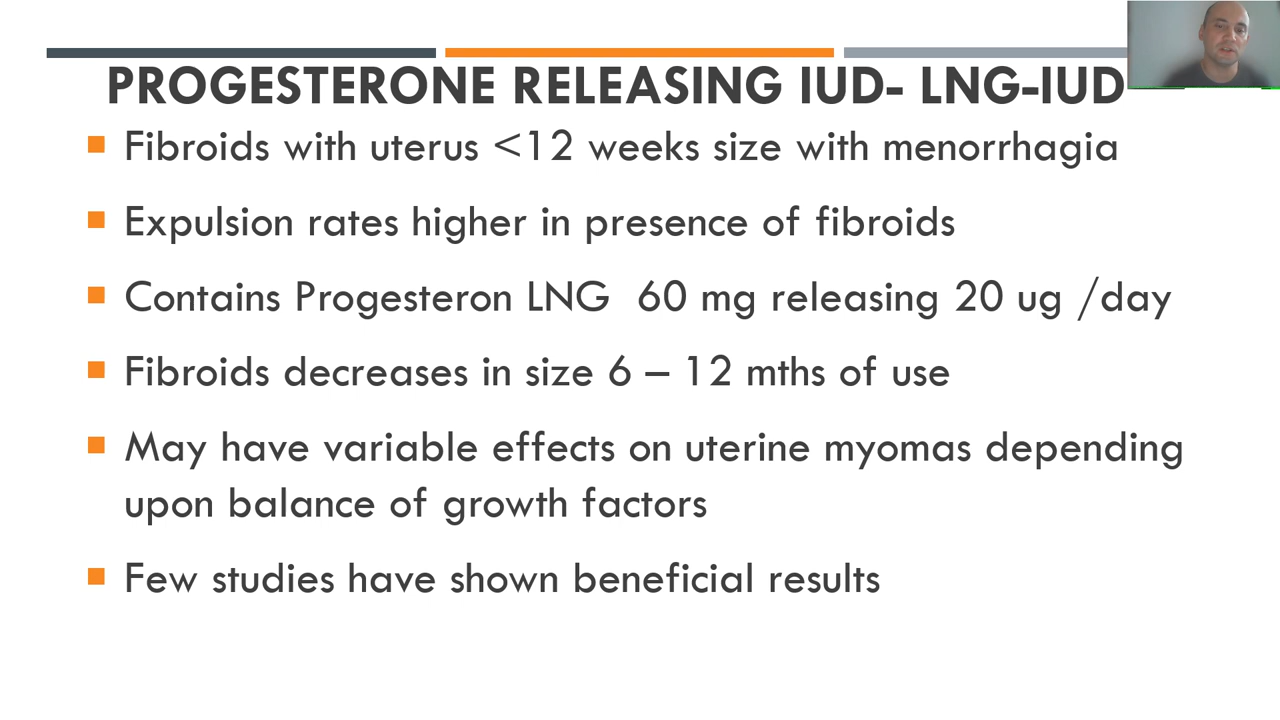 PROGESTERONE RELEASING IUD- LNG-IUD
Fibroids with uterus <12 weeks size with menorrhagia
Expulsion rates higher in presence of fibroids
Contains Progesteron LNG 60 mg releasing 20 ug /day
Fibroids decreases in size 6 – 12 mths of use
May have variable effects on uterine myomas depending
upon balance of growth factors
Few studies have shown beneficial results